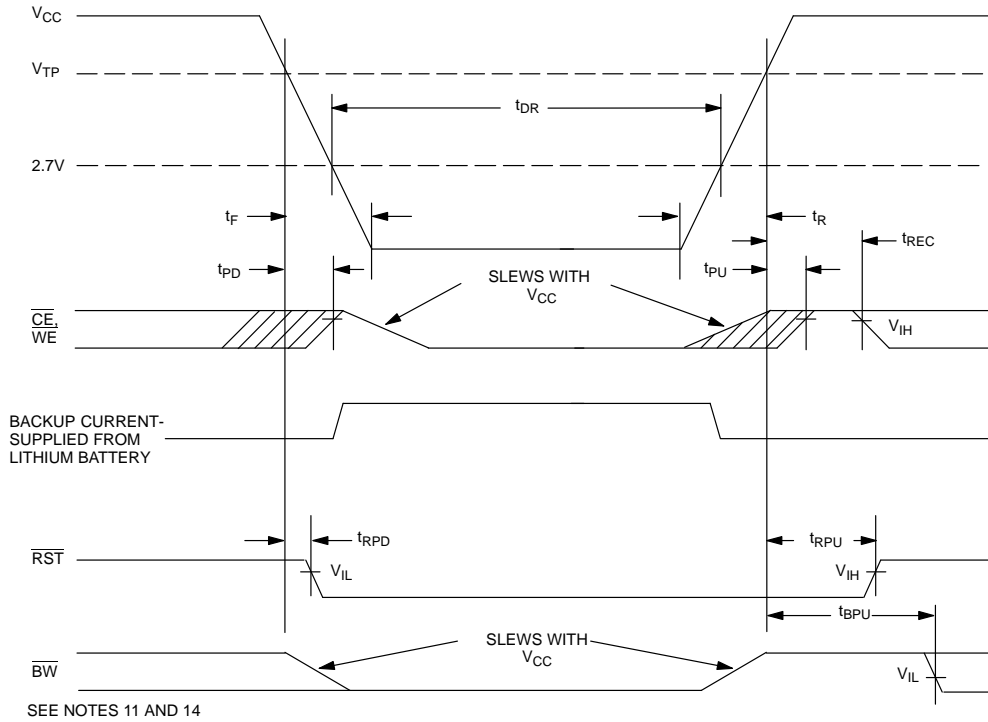 VCC
VTP
tDR
2.7V
tF
tR
tREC
tPD
SLEWS WITH
VCC
tPU
CE,
WE
VIH
BACKUP CURRENT-
SUPPLIED FROM
LITHIUM BATTERY
tRPD
tRPU
RST
VIL
VIH
tBPU
SLEWS WITH
VCC
BW
VIL
SEE NOTES 11 AND 14